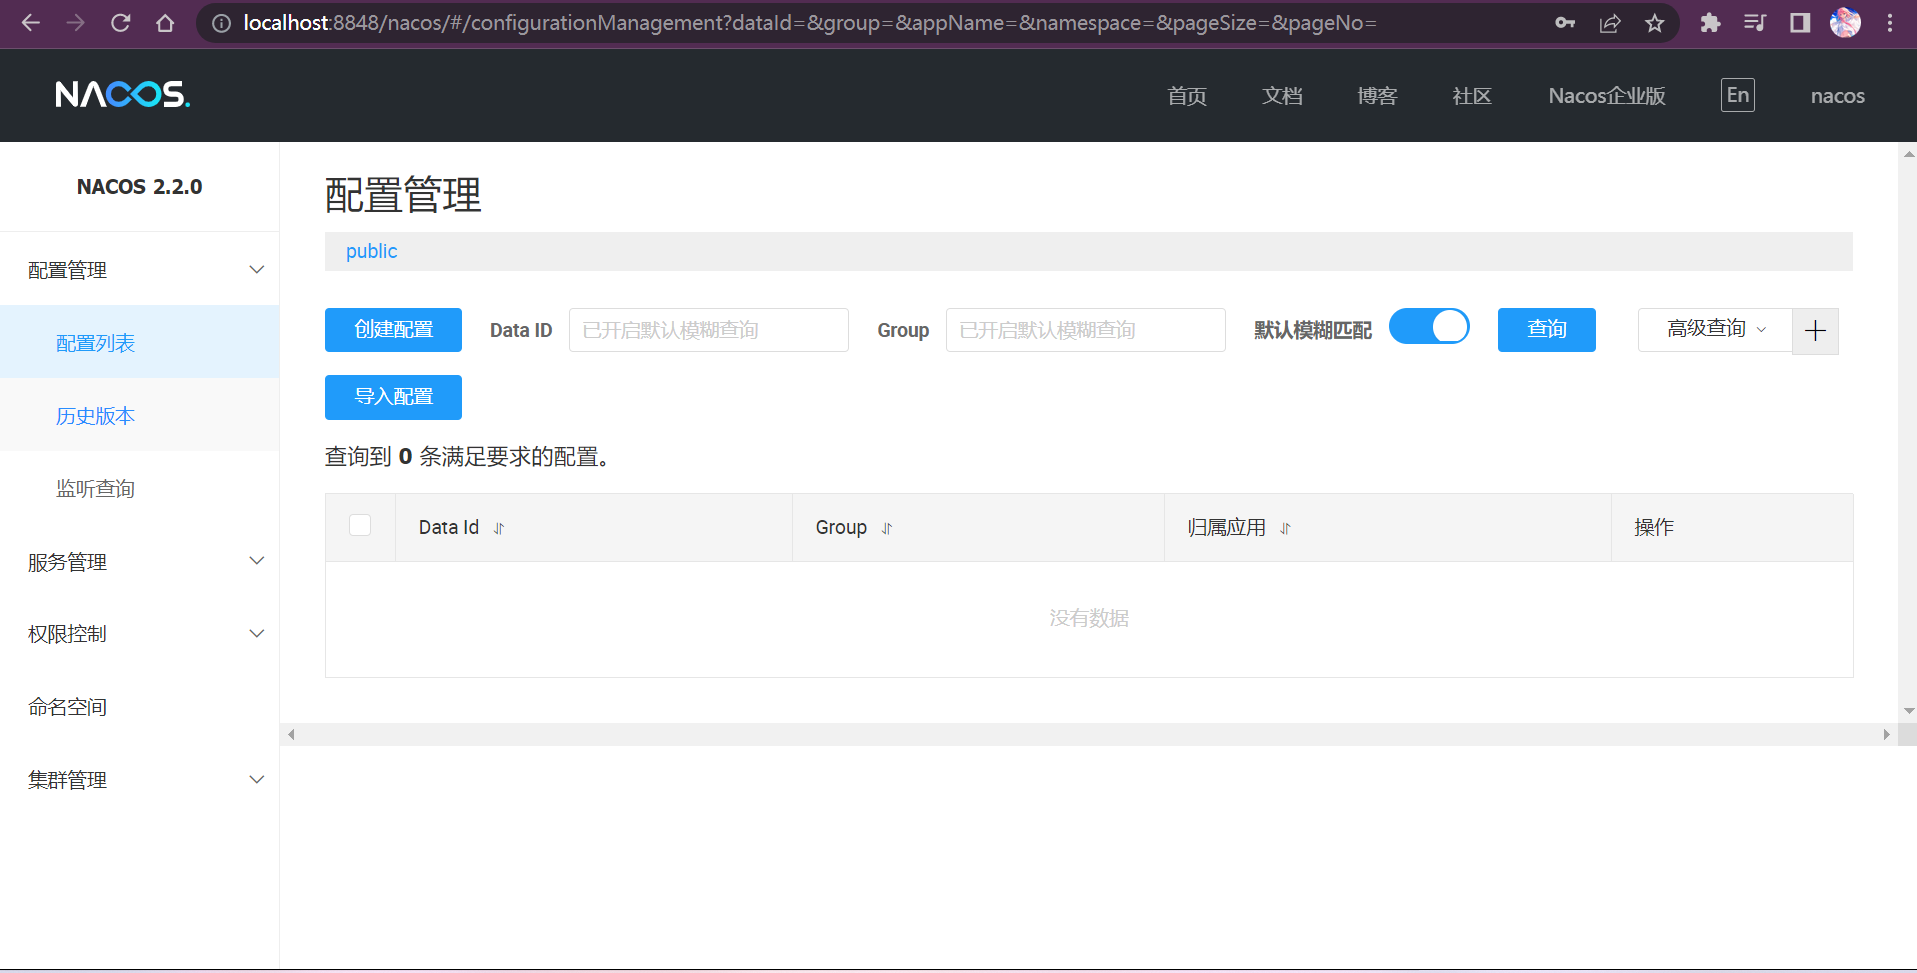 localhost:8848/nacos/#/configurationManagement?dataId=&group=&appName=&namespace=&pageSize=&pageNo=
NACOS.
首页 文档 博客 社区 Nacos企业版 En nacos
NACOS 2.2.0
配置管理
配置列表
历史版本
监听查询
服务管理
权限控制
命名空间
集群管理
配置管理
public
创建配置 Data ID 已开启默认模糊查询 Group 已开启默认模糊查询 默认模糊匹配 查询 高级查询
导入配置
查询到 0 条满足要求的配置。
Data Id Group 归属应用 操作
没有数据